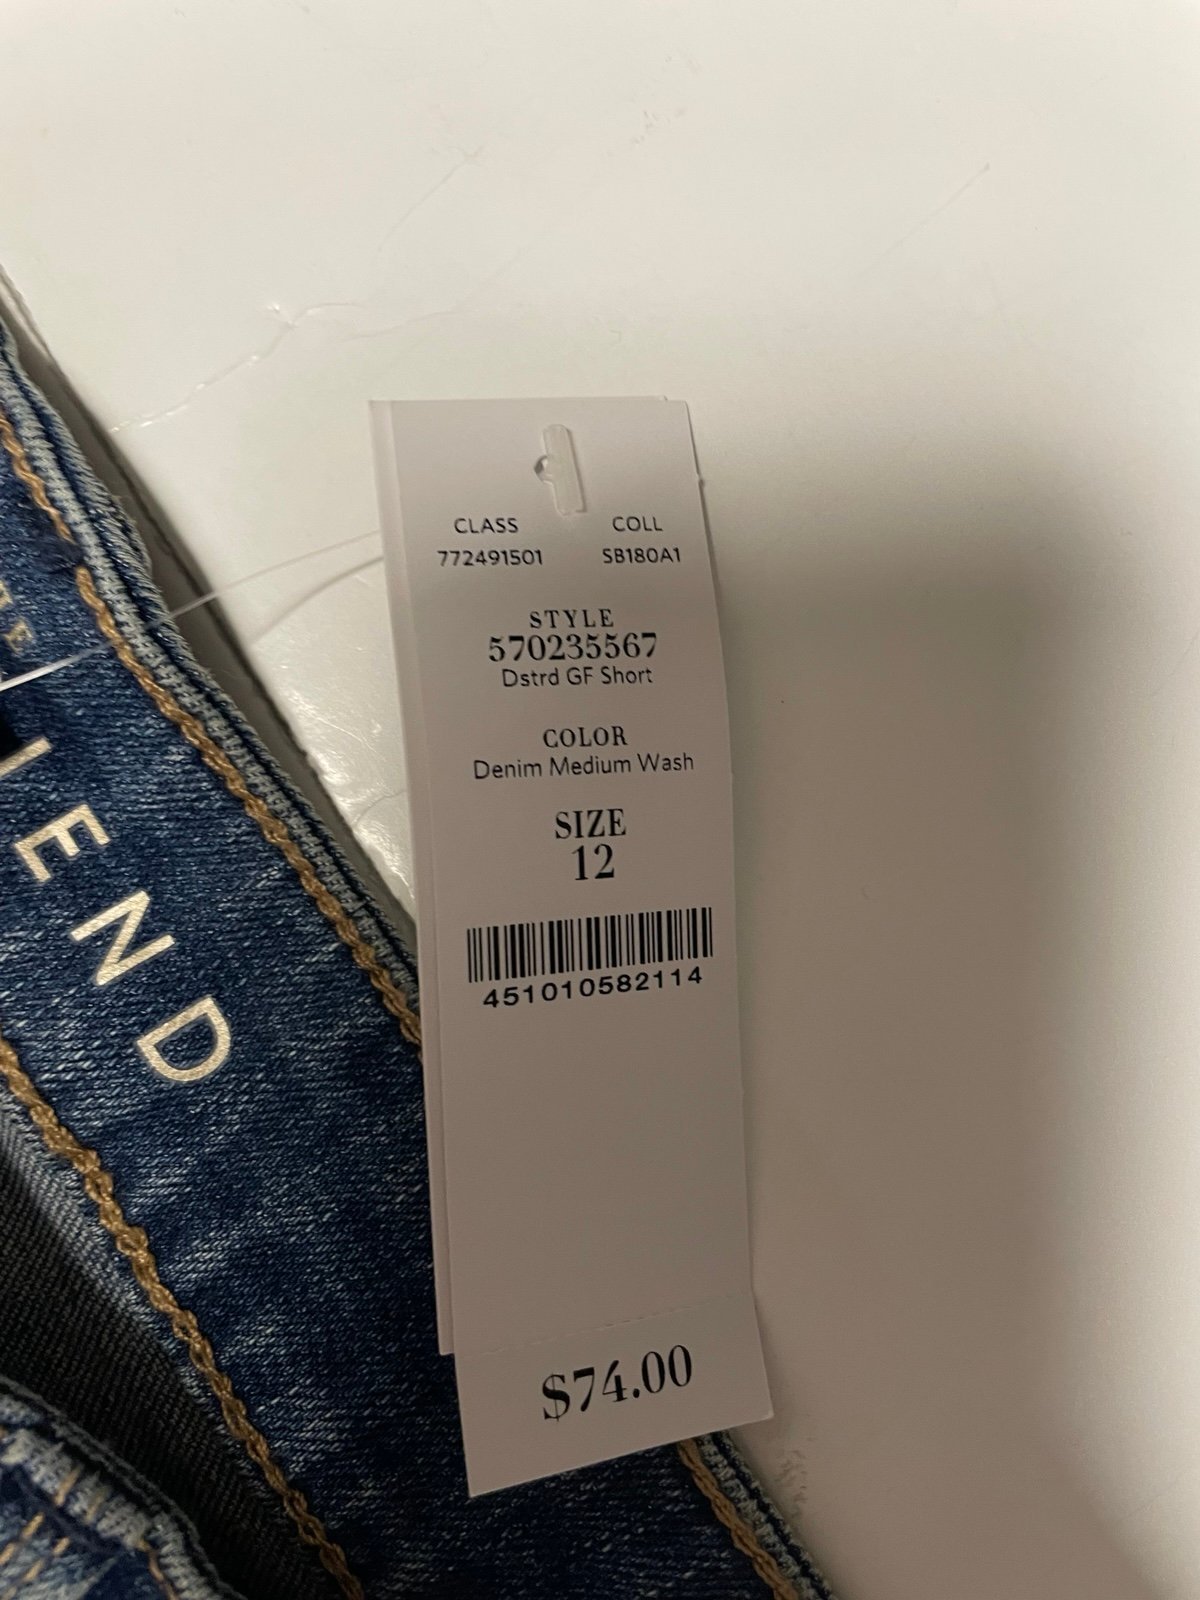 CLASS COLL
772491501 SB180A1
STYLE
570235567
Dstrd GF Short
COLOR
Denim Medium Wash
SIZE
12
451010582114
$74.00
END